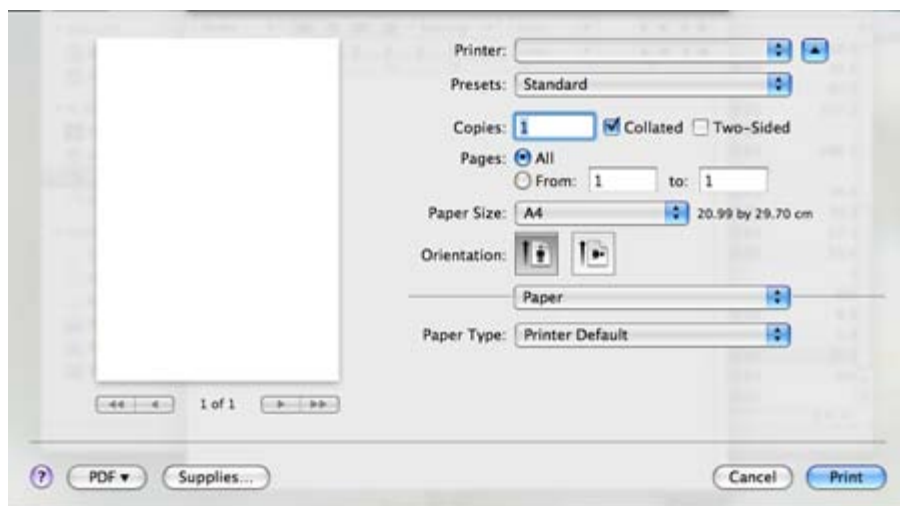 Printer:
Presets: Standard
Copies: 1 Collated Two-Sided
Pages: All
From: 1 to: 1
Paper Size: A4 20.99 by 29.70 cm
Orientation:
Paper
Paper Type: Printer Default
1 of 1
? PDF Supplies... Cancel Print